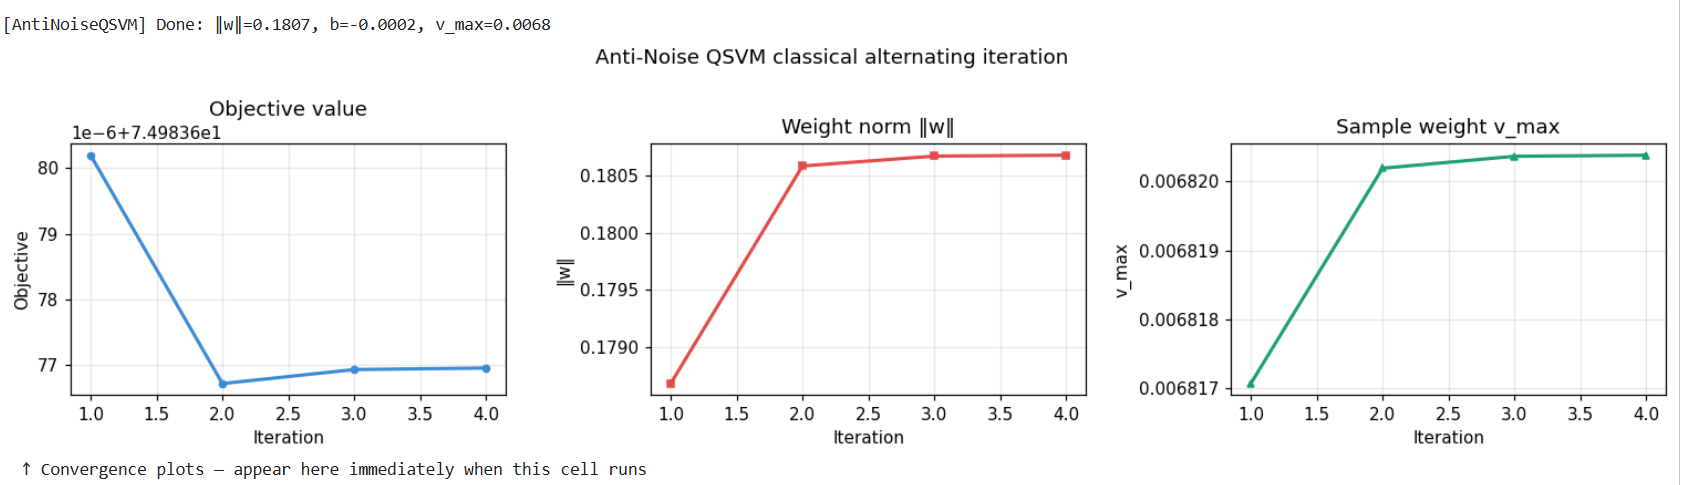 [AntiNoiseQSVM] Done: ‖w‖=0.1807, b=-0.0002, v_max=0.0068
Anti-Noise QSVM classical alternating iteration
Objective value
1e−6+7.49836e1
80
79
78
77
Objective
1.0 1.5 2.0 2.5 3.0 3.5 4.0
Iteration
Weight norm ‖w‖
0.1805
0.1800
0.1795
0.1790
‖w‖
1.0 1.5 2.0 2.5 3.0 3.5 4.0
Iteration
Sample weight v_max
0.006820
0.006819
0.006818
0.006817
v_max
1.0 1.5 2.0 2.5 3.0 3.5 4.0
Iteration
↑ Convergence plots — appear here immediately when this cell runs